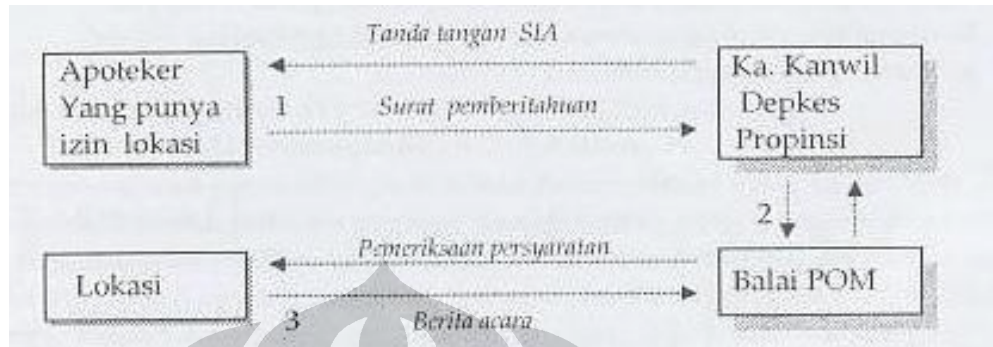 Tanda tangan SIA
Apoteker
Yang punya
izin lokasi
1
Surat pemberitahuan
Ka. Kanwil
Depkes
Propinsi
2
Pemeriksaan persyaratan
Lokasi
3
Berita acara
Balai POM